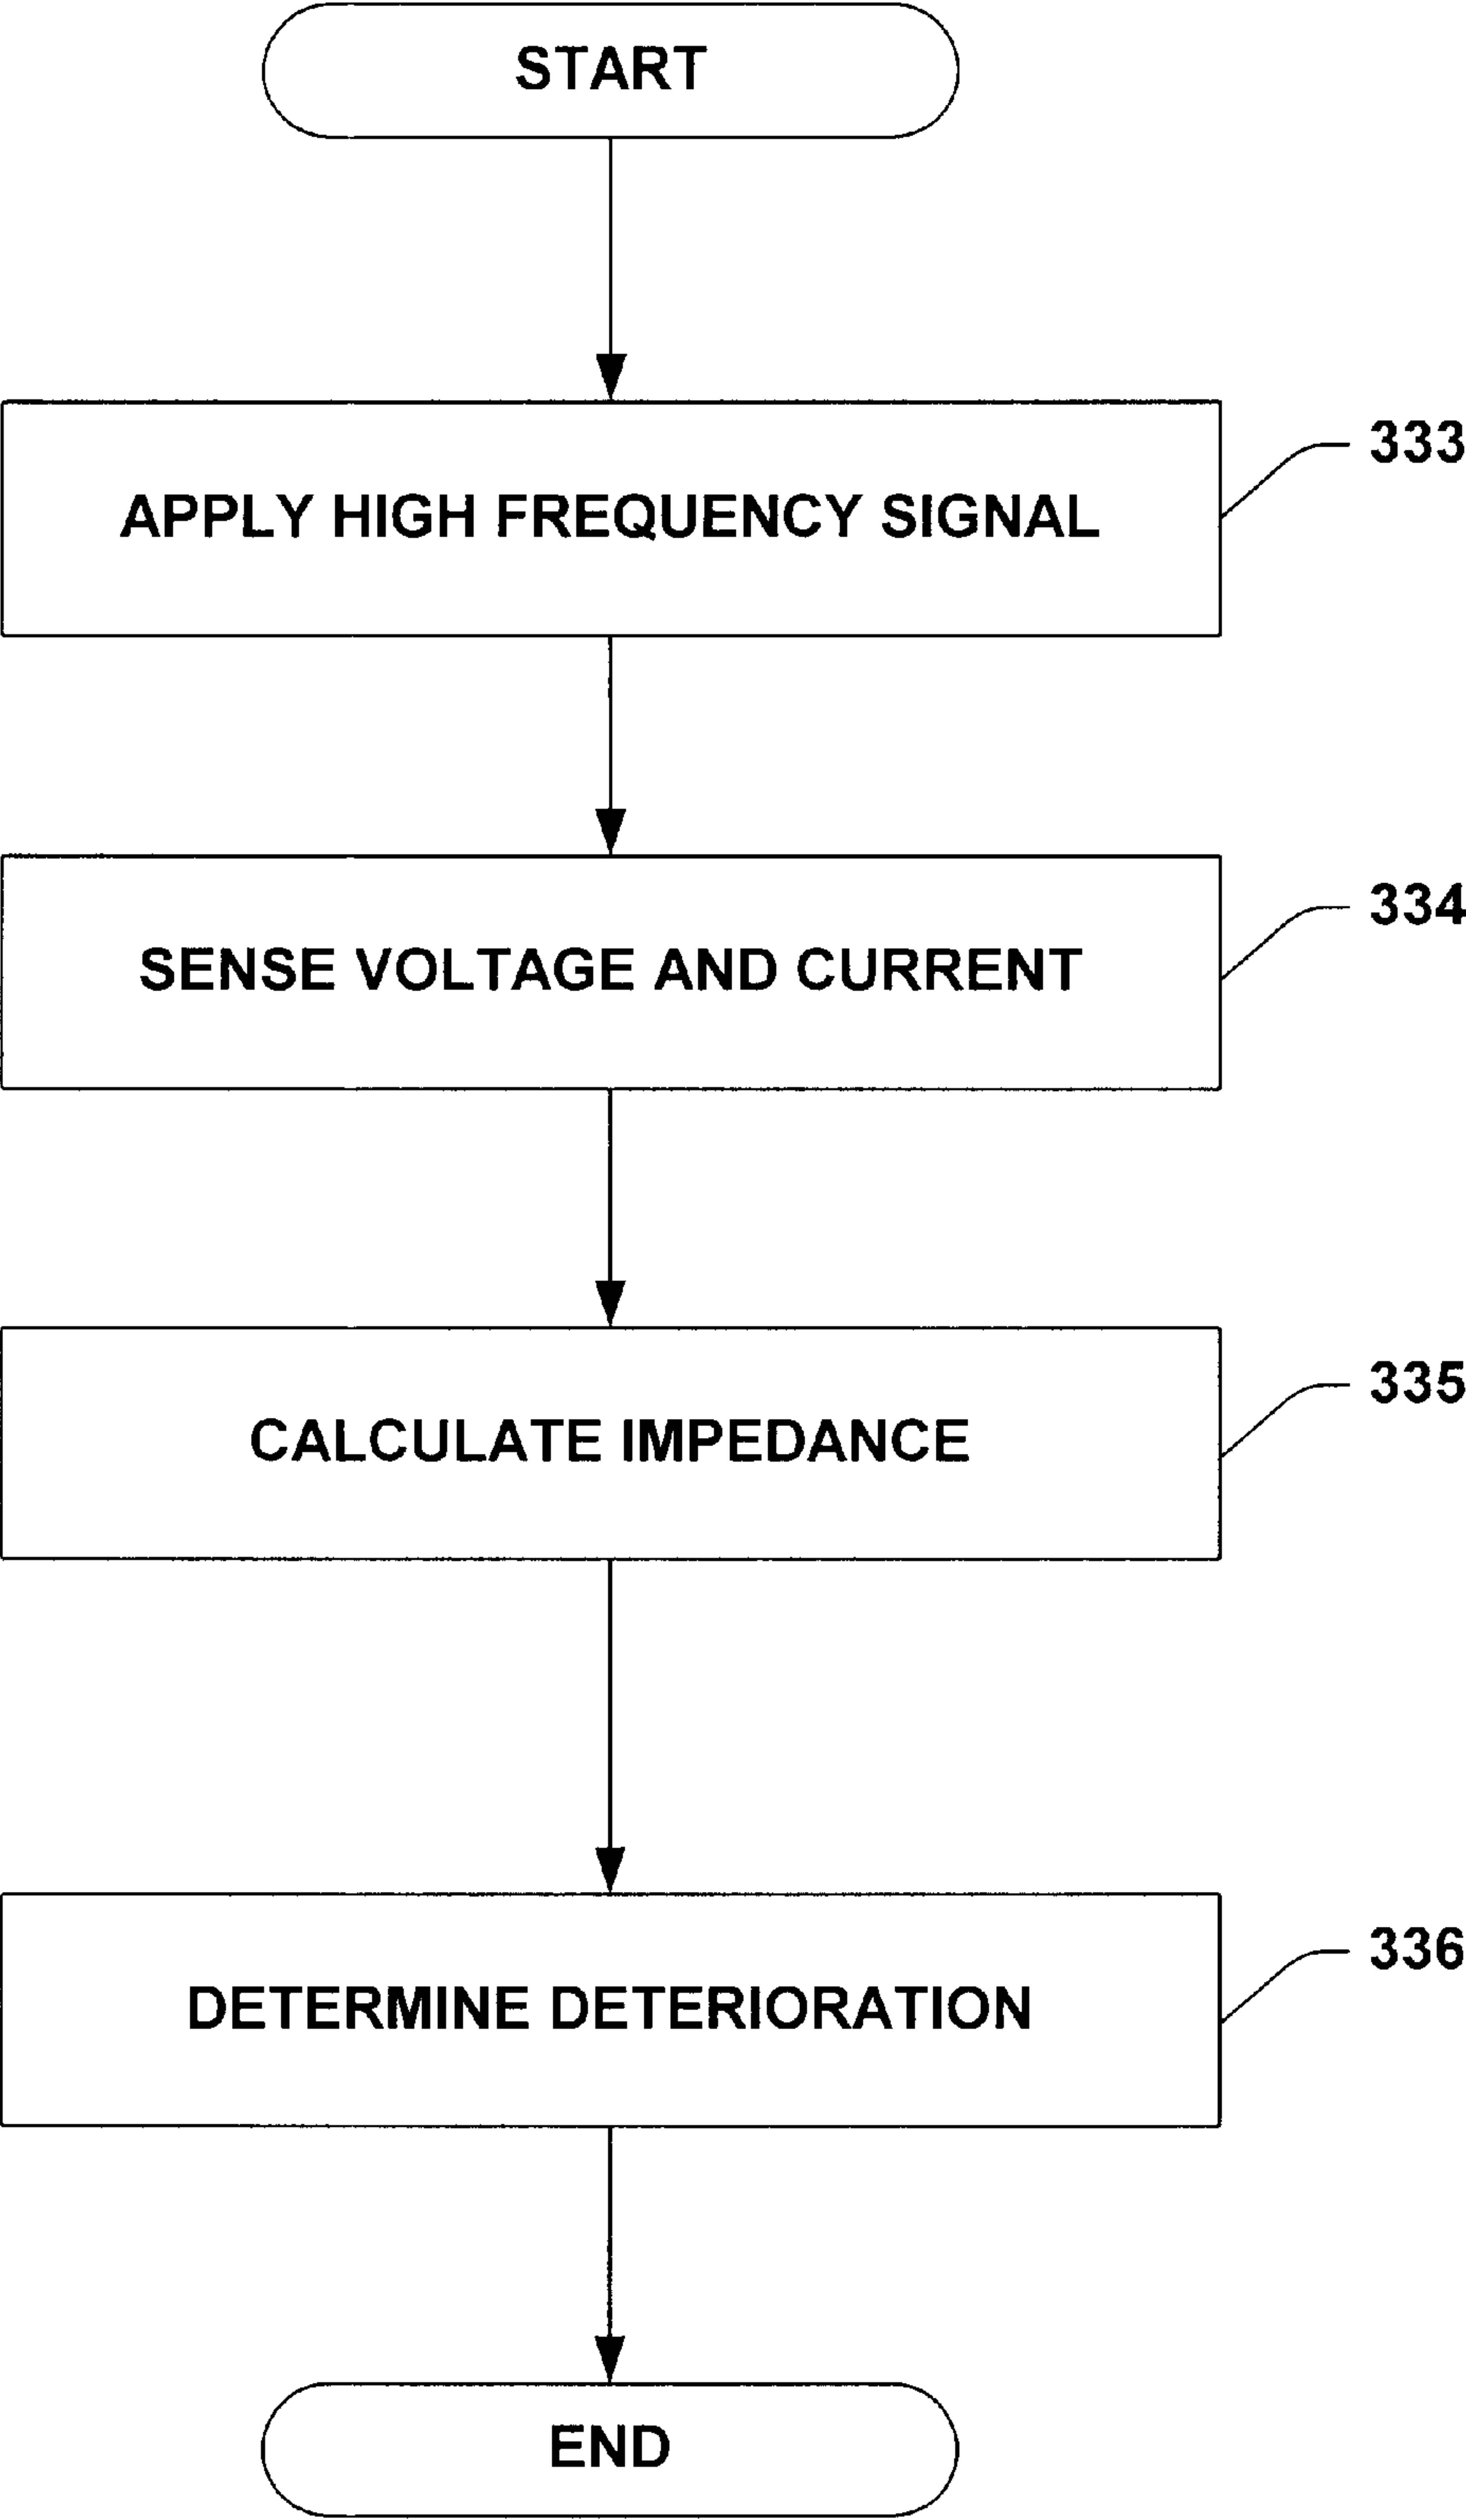 START
APPLY HIGH FREQUENCY SIGNAL
333
SENSE VOLTAGE AND CURRENT
334
CALCULATE IMPEDANCE
335
DETERMINE DETERIORATION
336
END